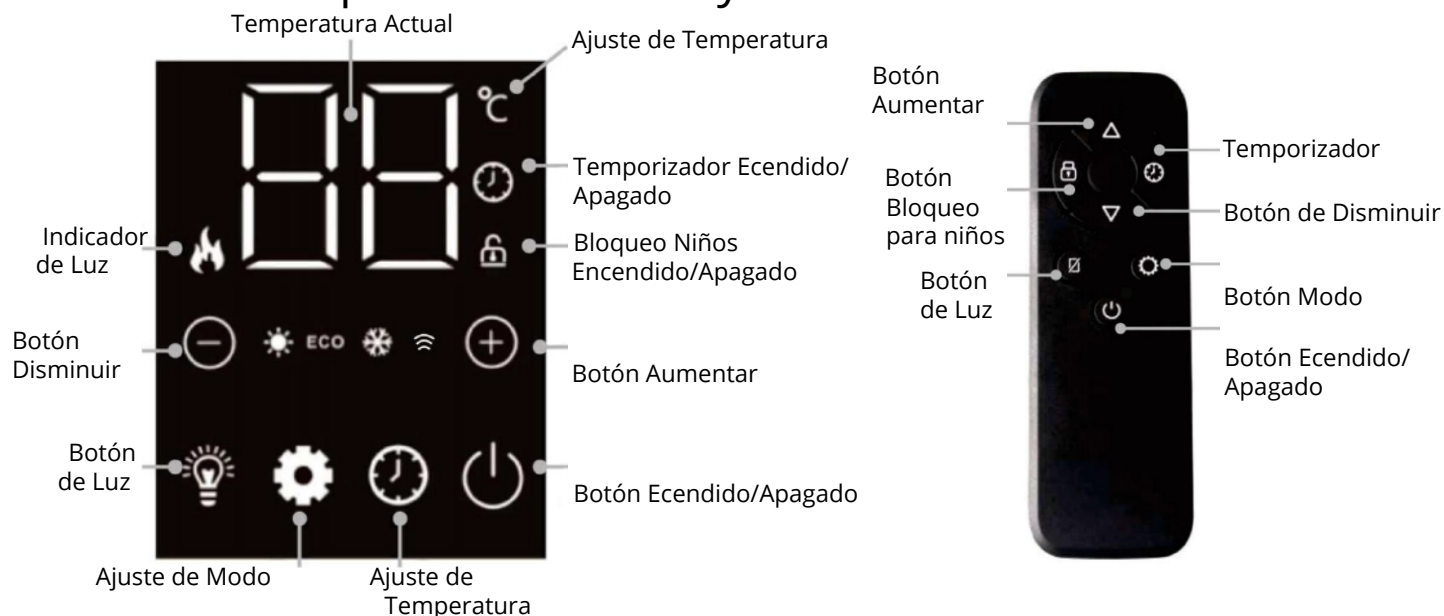 Temperatura Actual
Ajuste de Temperatura
°C
Temporizador Ecendido/
Apagado
Bloqueo Niños
Encendido/Apagado
Indicador
de Luz
Botón
Disminuir
ECO
Botón Aumentar
Botón
de Luz
Botón Ecendido/Apagado
Ajuste de Modo
Ajuste de
Temperatura
Botón
Aumentar
Temporizador
Botón
Bloqueo
para niños
Botón de Disminuir
Botón
de Luz
Botón Modo
Botón Ecendido/
Apagado